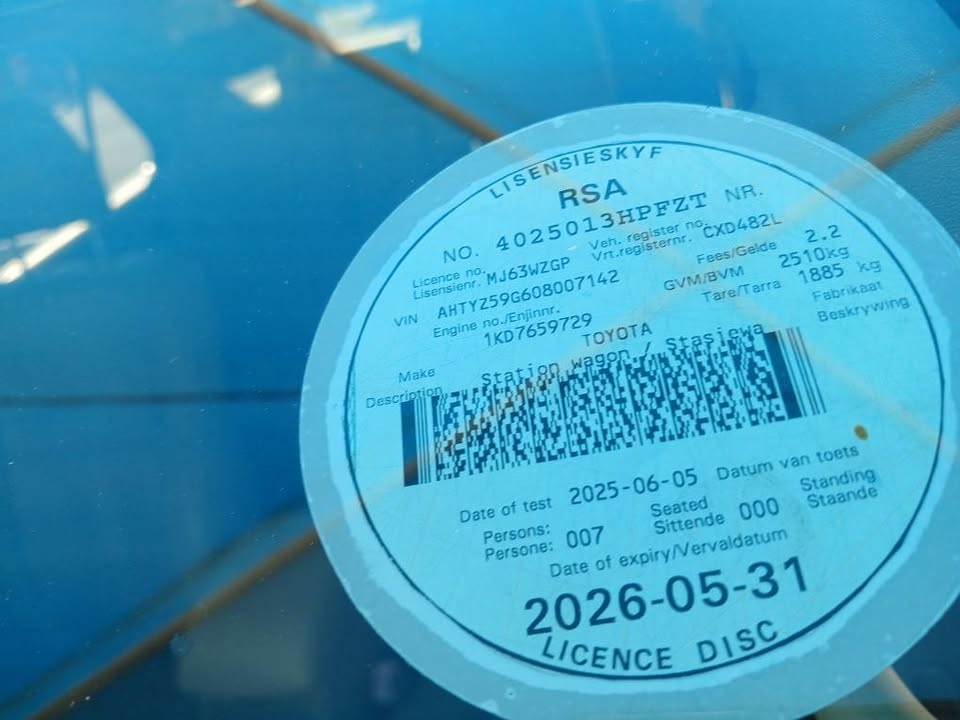 LISENSIESKYF
RSA
NO. 4025013HPFZT NR.
Licence no. Veh. register no.
Lisensienr. MJ63WZGP Vrt.registernr. CXD482L
VIN AHTYZ59G608007142 Fees/Gelde 2.2
Engine no./Enjinnr. GVM/BVM 2510kg
1KD7659729 Tare/Tarra 1885 kg
Make TOYOTA Fabrikaat
Description Station wagon / Stasiewa Beskrywing
Date of test 2025-06-05 Datum van toets
Persons: Seated Standing
Persone: 007 Sittende 000 Staande
Date of expiry/Vervaldatum
2026-05-31
LICENCE DISC